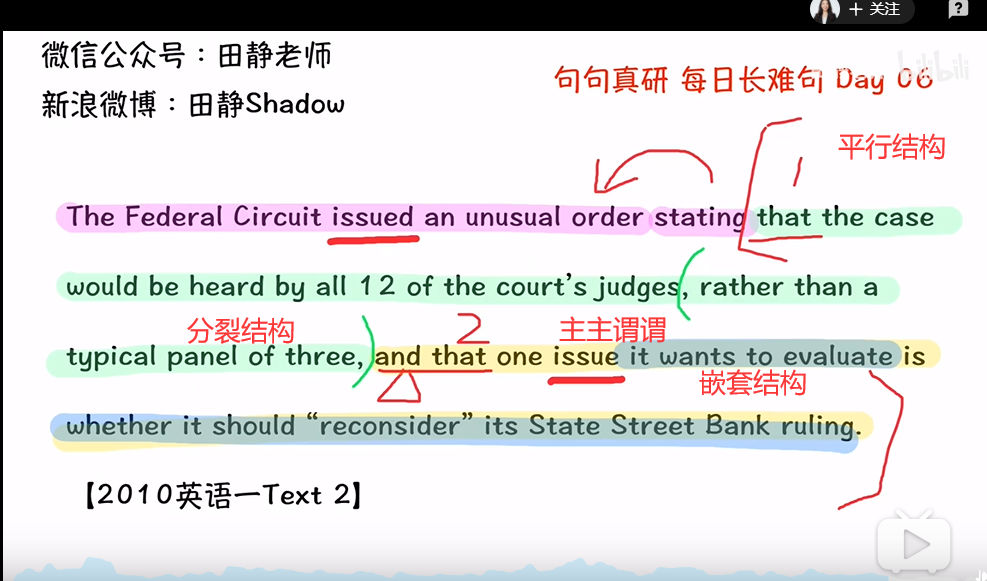 + 关注
?
微信公众号：田静老师
新浪微博：田静Shadow
句句真研 每日长难句 Day 06
bilibili
平行结构
1
The Federal Circuit issued an unusual order stating that the case
would be heard by all 12 of the court's judges, rather than a
分裂结构
2
主主谓谓
typical panel of three, and that one issue it wants to evaluate is
嵌套结构
whether it should “reconsider” its State Street Bank ruling.
【2010英语一Text 2】